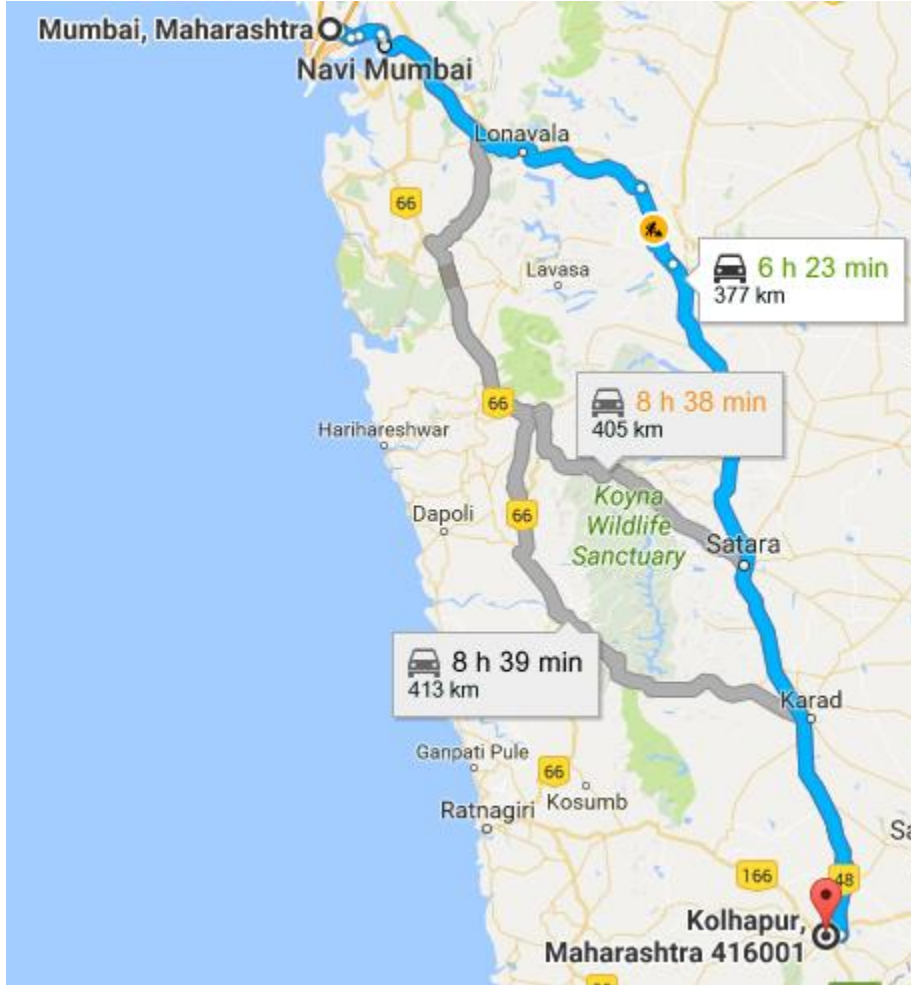 Mumbai, Maharashtra
Navi Mumbai
Lonavala
66
Lavasa
6 h 23 min
377 km
8 h 38 min
405 km
66
Harihareshwar
Koyna
Wildlife
Sanctuary
Dapoli
66
Satara
8 h 39 min
413 km
Karad
Ganpati Pule
66
Kosumb
Ratnagiri
Sa
166
48
Kolhapur,
Maharashtra 416001